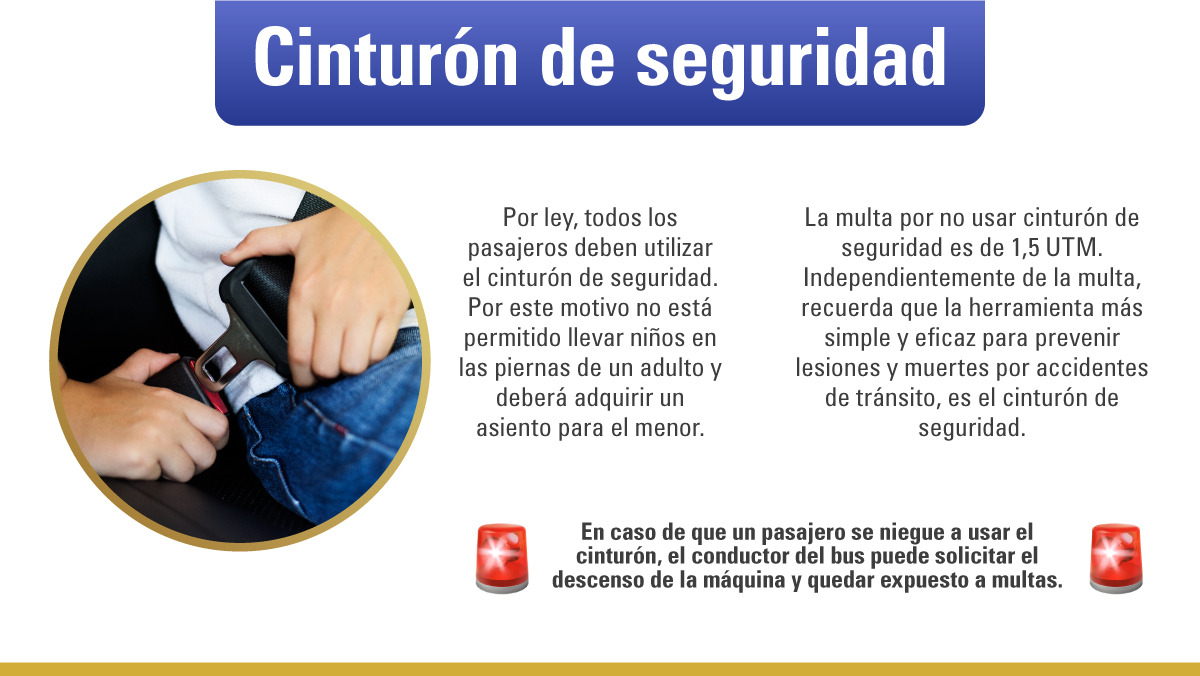 Cinturón de seguridad
Por ley, todos los
pasajeros deben utilizar
el cinturón de seguridad.
Por este motivo no está
permitido llevar niños en
las piernas de un adulto y
deberá adquirir un
asiento para el menor.
La multa por no usar cinturón de
seguridad es de 1,5 UTM.
Independientemente de la multa,
recuerda que la herramienta más
simple y eficaz para prevenir
lesiones y muertes por accidentes
de tránsito, es el cinturón de
seguridad.
En caso de que un pasajero se niegue a usar el
cinturón, el conductor del bus puede solicitar el
descenso de la máquina y quedar expuesto a multas.